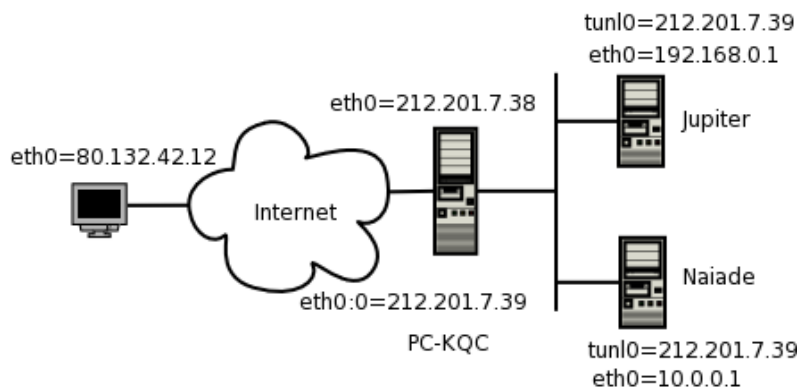 tunl0=212.201.7.39
eth0=192.168.0.1
eth0=212.201.7.38
Jupiter
eth0=80.132.42.12
Internet
Naiade
eth0:0=212.201.7.39
PC-KQC
tunl0=212.201.7.39
eth0=10.0.0.1